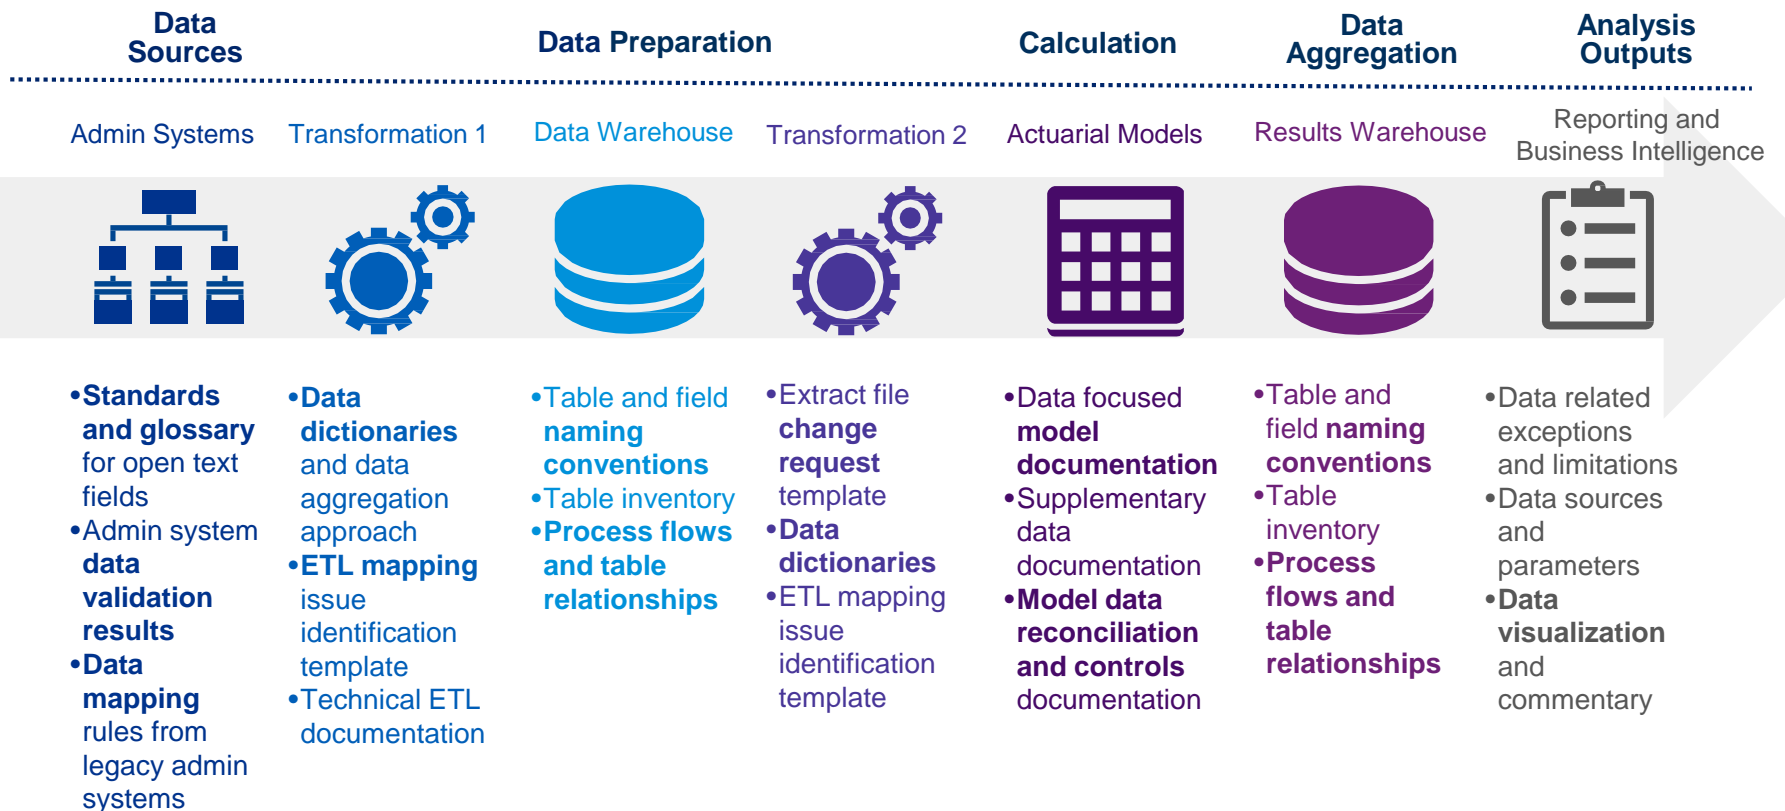 Data
Sources
Data Preparation
Calculation
Data
Aggregation
Analysis
Outputs
Admin Systems
Transformation 1
Data Warehouse
Transformation 2
Actuarial Models
Results Warehouse
Reporting and
Business Intelligence
•Standards
and glossary
for open text
fields
•Admin system
data
validation
results
•Data
mapping
rules from
legacy admin
systems
•Data
dictionaries
and data
aggregation
approach
•ETL mapping
issue
identification
template
•Technical ETL
documentation
•Table and field
naming
conventions
•Table inventory
•Process flows
and table
relationships
•Extract file
change
request
template
•Data
dictionaries
•ETL mapping
issue
identification
template
•Data focused
model
documentation
•Supplementary
data
documentation
•Model data
reconciliation
and controls
documentation
•Table and
field naming
conventions
•Table
inventory
•Process
flows and
table
relationships
•Data related
exceptions
and limitations
•Data sources
and
parameters
•Data
visualization
and
commentary